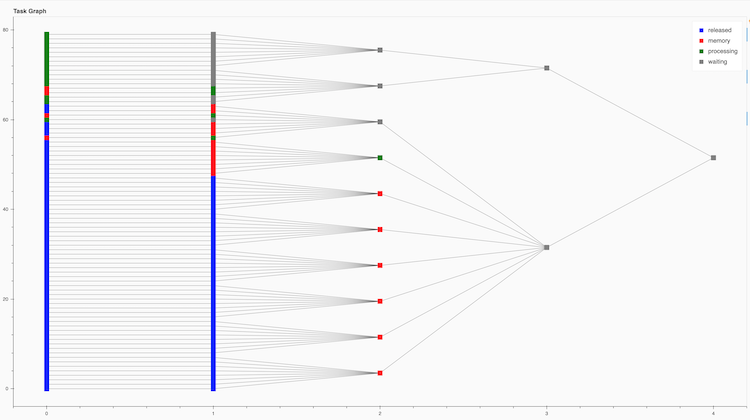 Task Graph
released
memory
processing
waiting
80
60
40
20
0
0
1
2
3
4